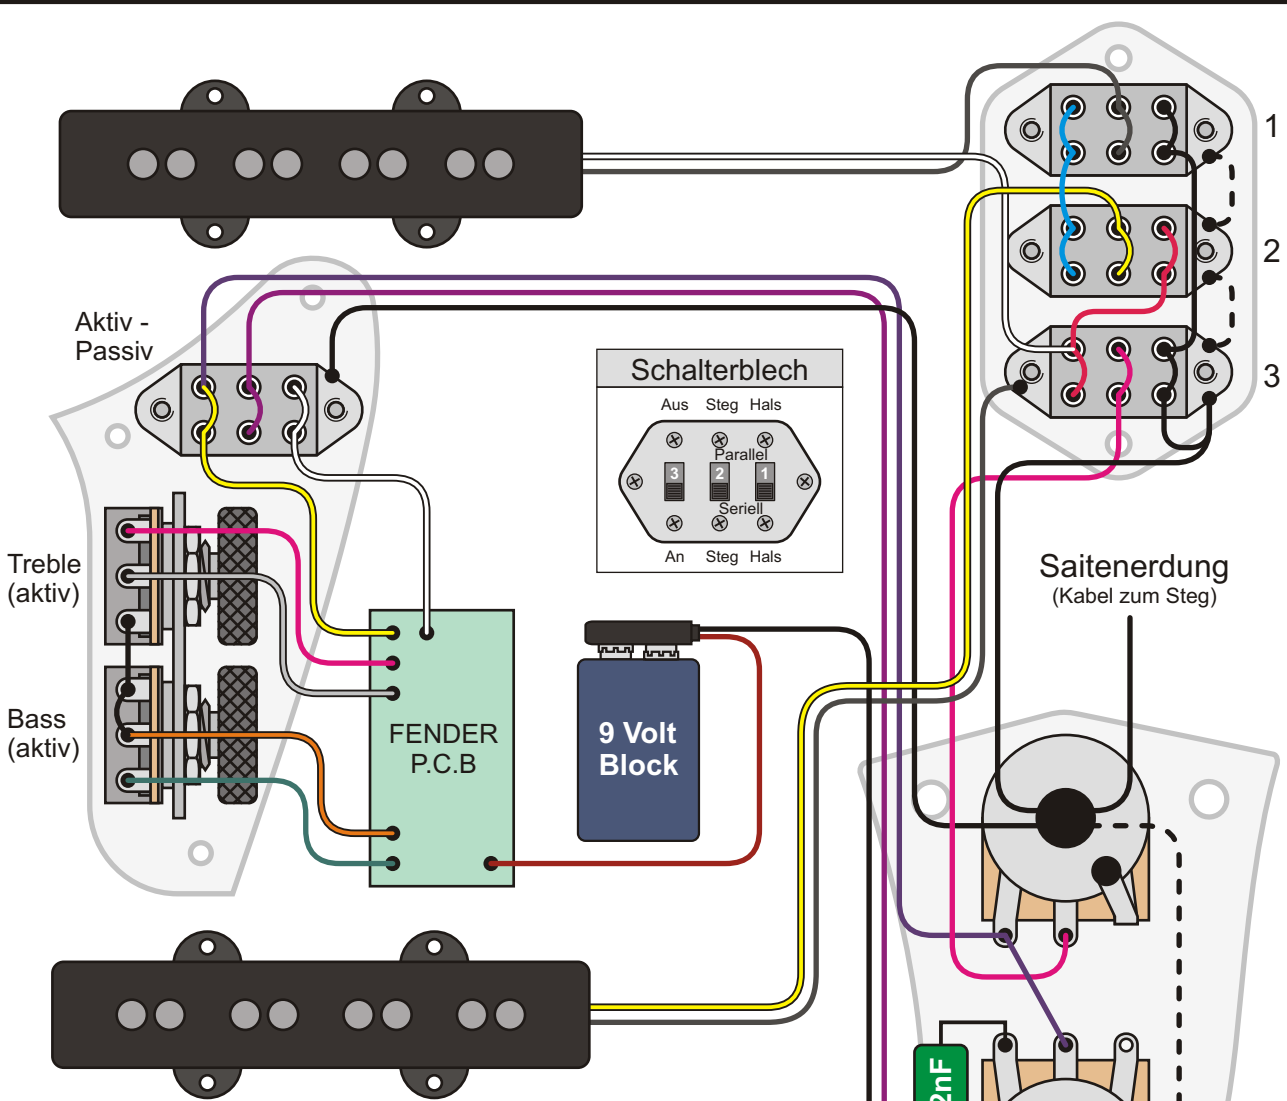 1
2
3
Aktiv -
Passiv
Schalterblech
Aus Steg Hals
Parallel
3 2 1
Seriell
An Steg Hals
Treble
(aktiv)
Bass
(aktiv)
FENDER
P.C.B
9 Volt
Block
Saitenerdung
(Kabel zum Steg)
2nF